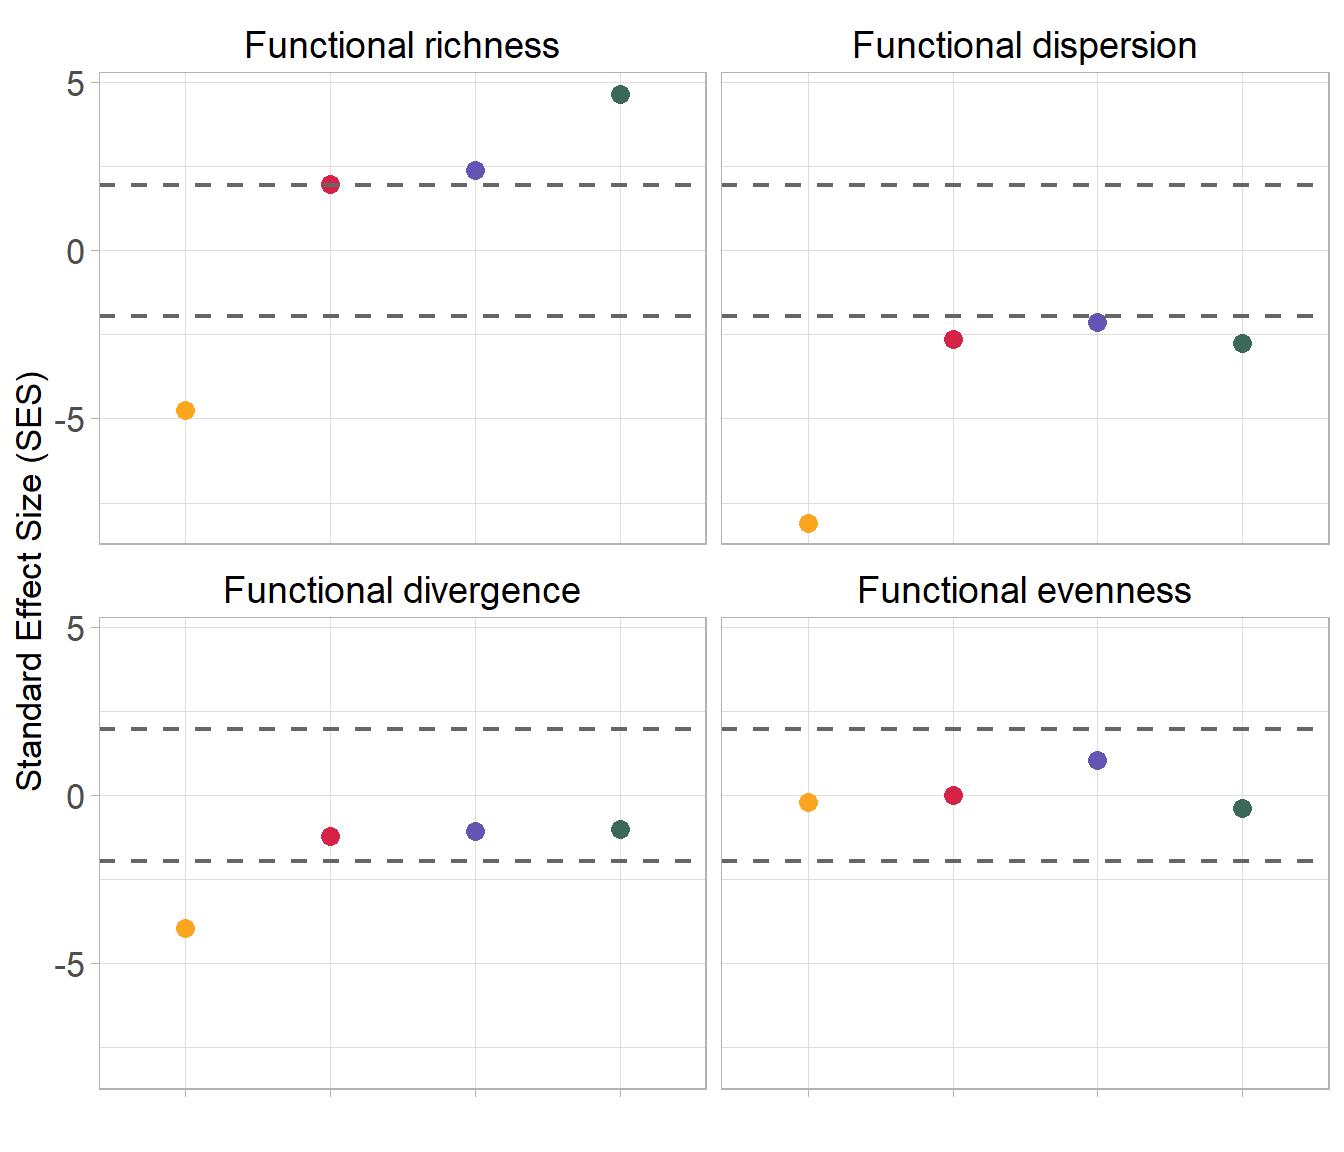 Functional richness
Functional dispersion
5
0
-5
Standard Effect Size (SES)
Functional divergence
Functional evenness
5
0
-5